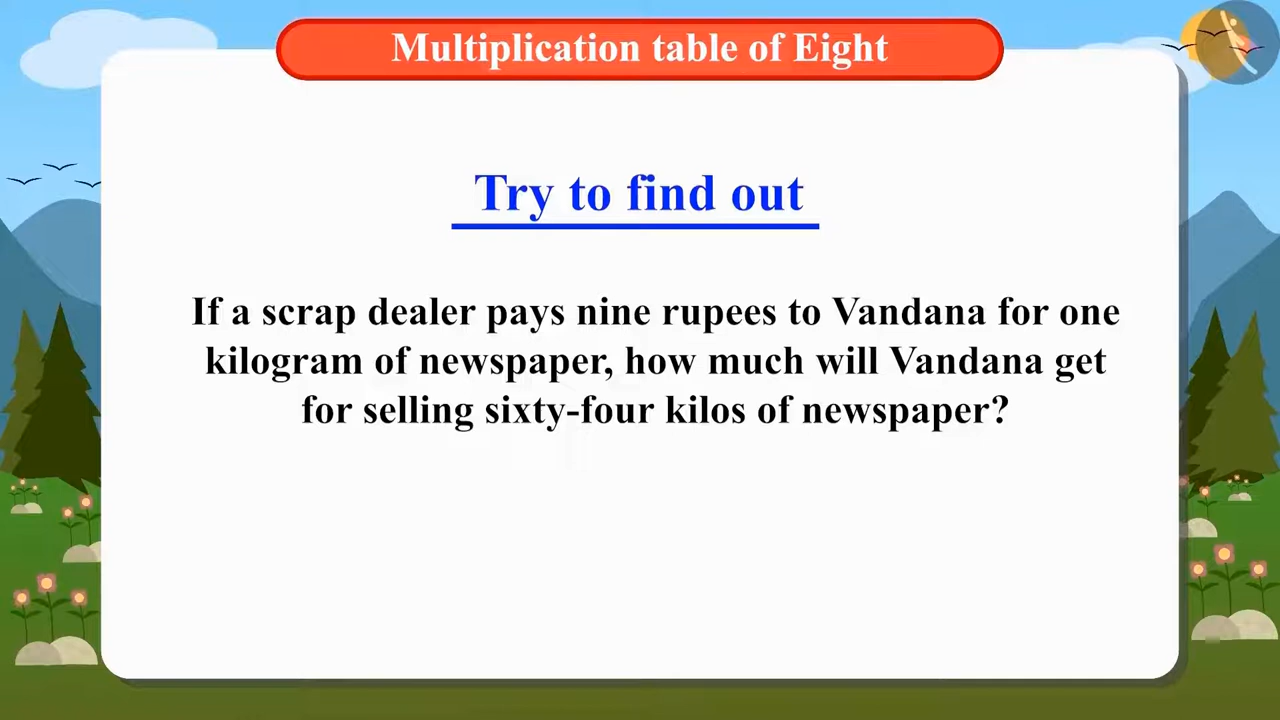 Multiplication table of Eight
Try to find out
If a scrap dealer pays nine rupees to Vandana for one
kilogram of newspaper, how much will Vandana get
for selling sixty-four kilos of newspaper?